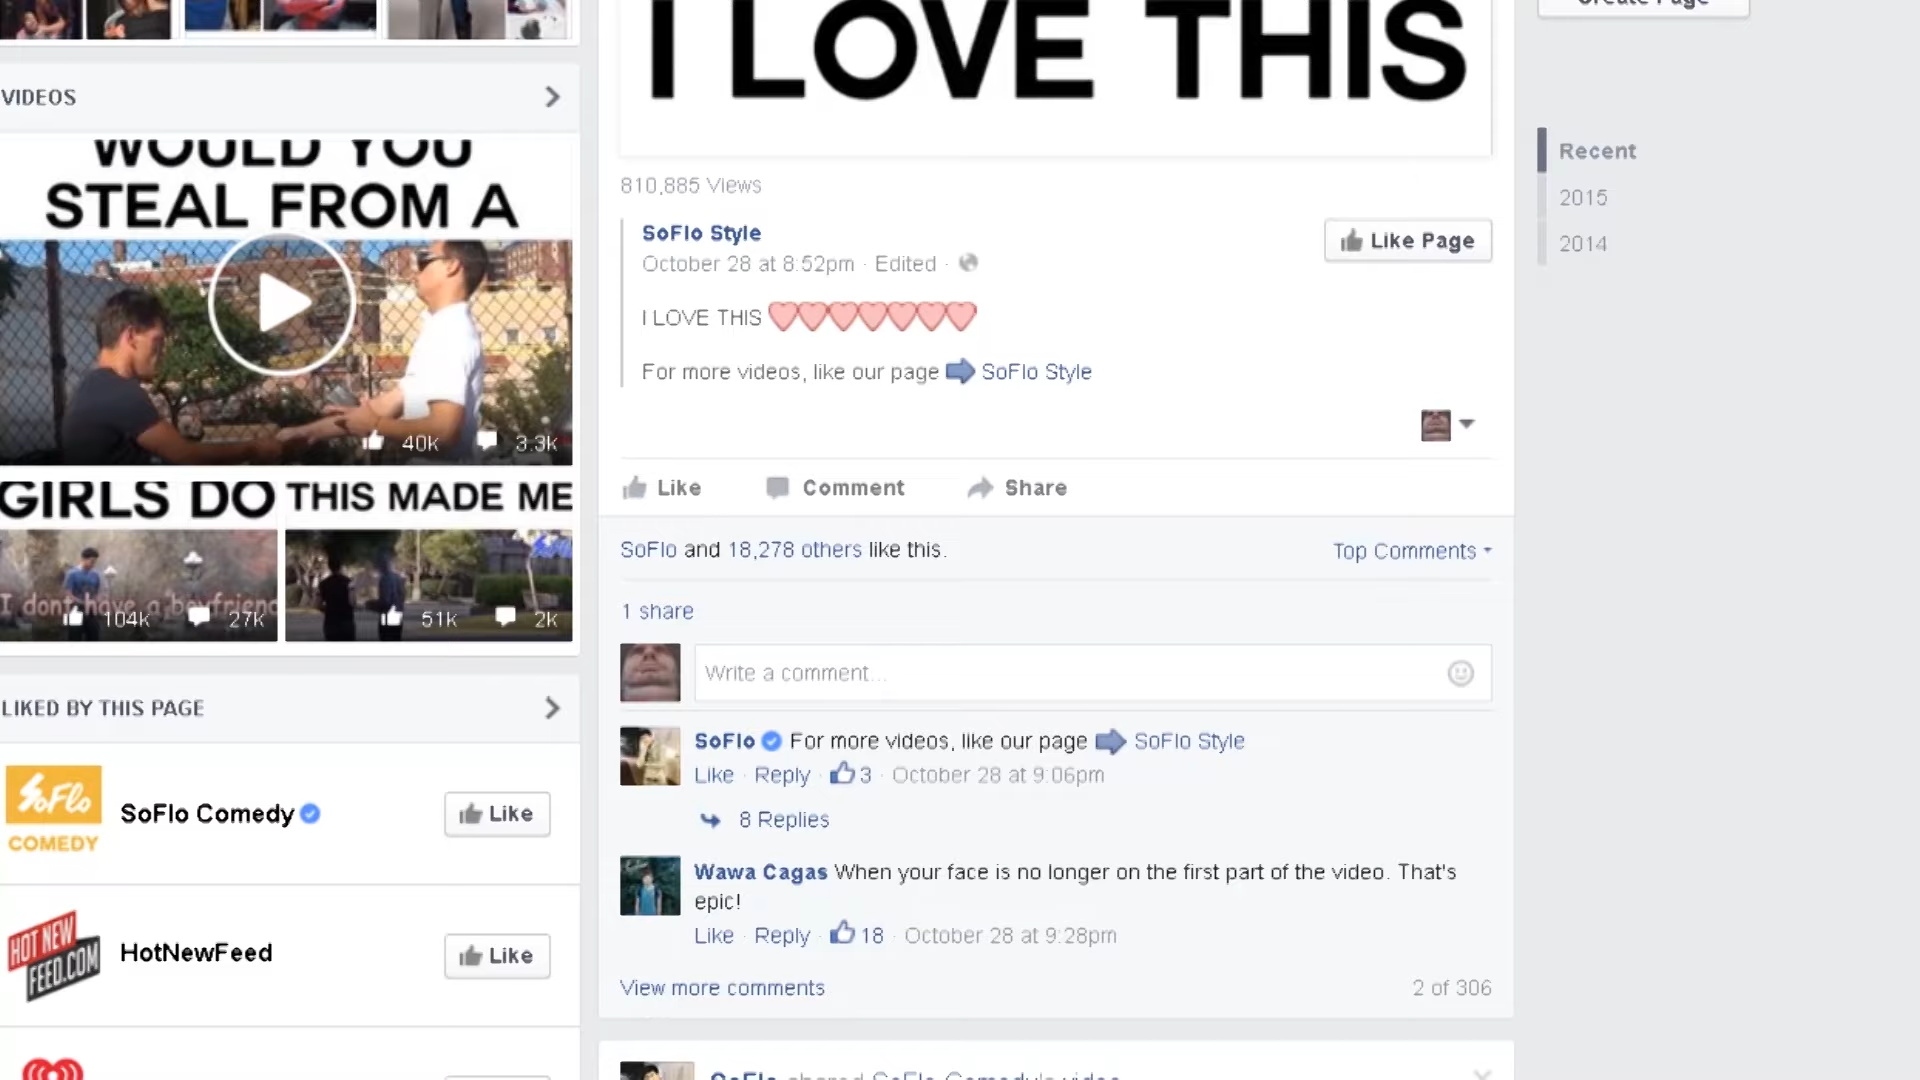 VIDEOS
WOULD YOU
STEAL FROM A
40k 3.3k
GIRLS DO
I dont have a boyfriend
104k 27k
THIS MADE ME
51k 2k
LIKED BY THIS PAGE
SoFlo
COMEDY
SoFlo Comedy
Like
HOT NEW
FEED.COM
HotNewFeed
Like
I LOVE THIS
810,885 Views
SoFlo Style
October 28 at 8:52pm · Edited ·
Like Page
I LOVE THIS
For more videos, like our page SoFlo Style
Like Comment Share
SoFlo and 18,278 others like this.
Top Comments
1 share
Write a comment...
SoFlo For more videos, like our page SoFlo Style
Like · Reply · 3 · October 28 at 9:06pm
8 Replies
Wawa Cagas When your face is no longer on the first part of the video. That's
epic!
Like · Reply · 18 · October 28 at 9:28pm
View more comments
2 of 306
SoFlo shared SoFlo Comedy's video
Create Page
Recent
2015
2014